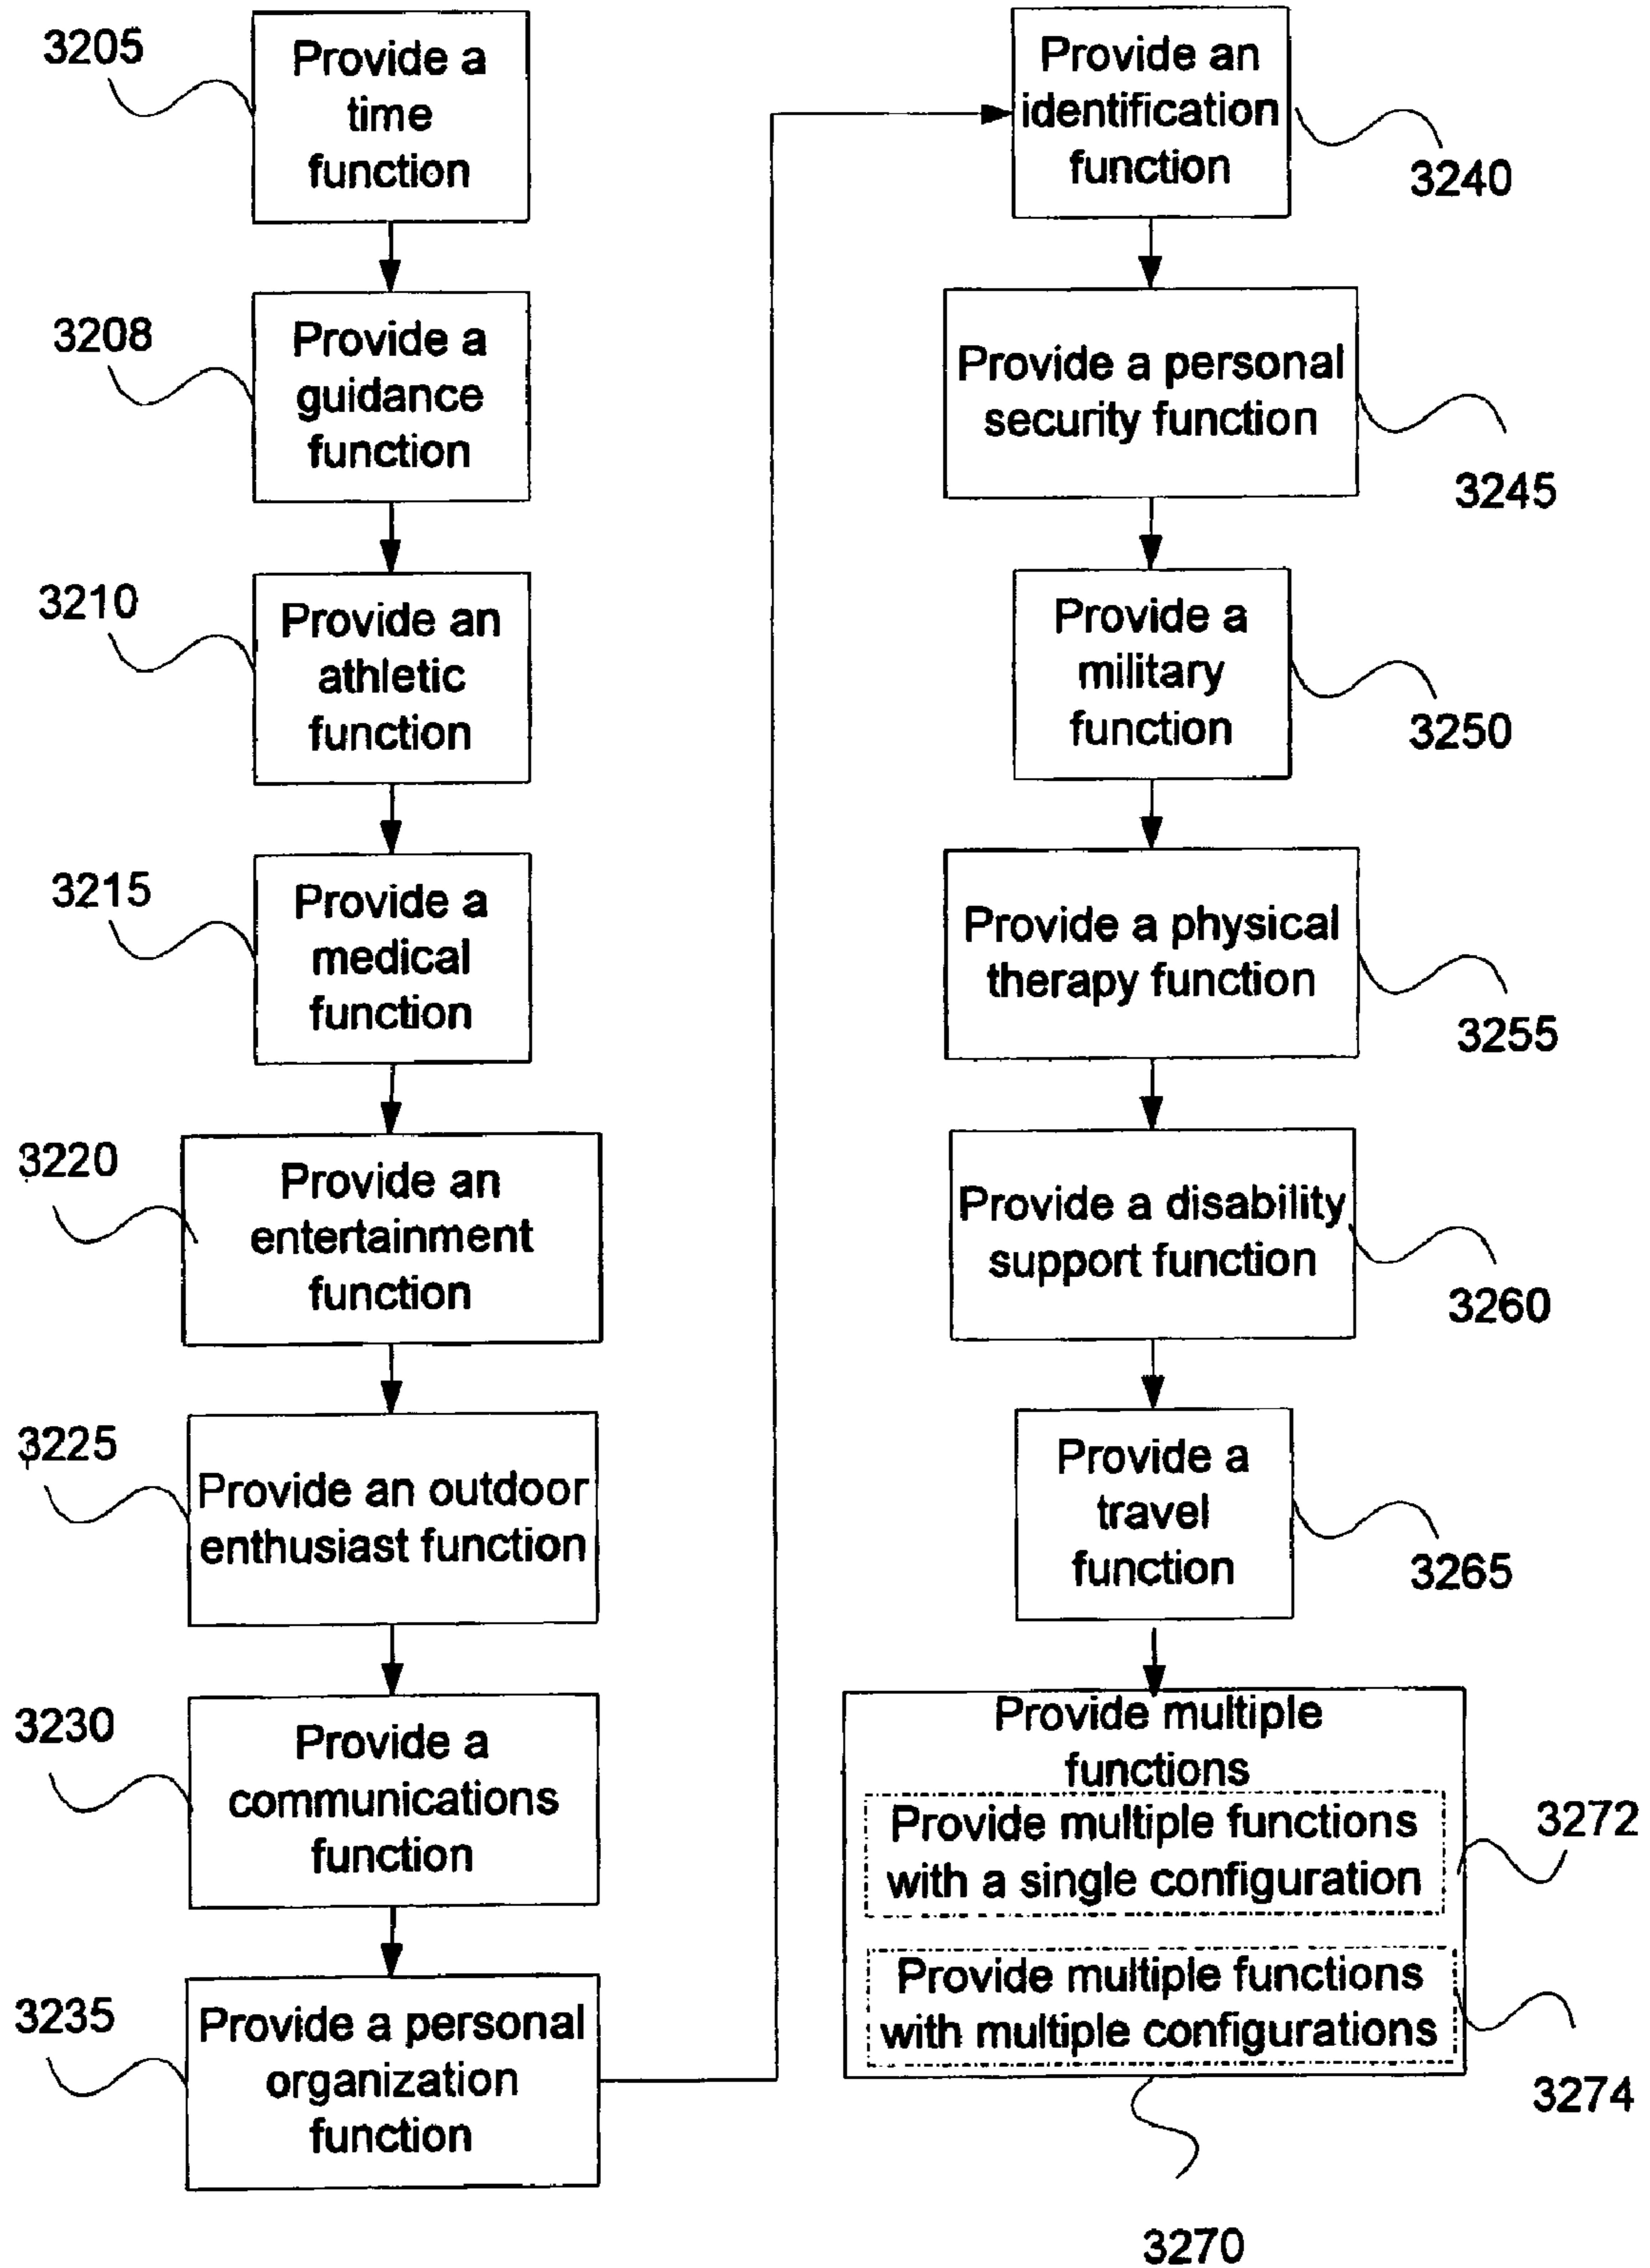 3205
Provide a
time
function
3208
Provide a
guidance
function
3210
Provide an
athletic
function
3215
Provide a
medical
function
3220
Provide an
entertainment
function
3225
Provide an outdoor
enthusiast function
3230
Provide a
communications
function
3235
Provide a personal
organization
function
Provide an
identification
function
3240
Provide a personal
security function
3245
Provide a
military
function
3250
Provide a physical
therapy function
3255
Provide a disability
support function
3260
Provide a
travel
function
3265
Provide multiple
functions
Provide multiple functions
with a single configuration
3272
Provide multiple functions
with multiple configurations
3274
3270